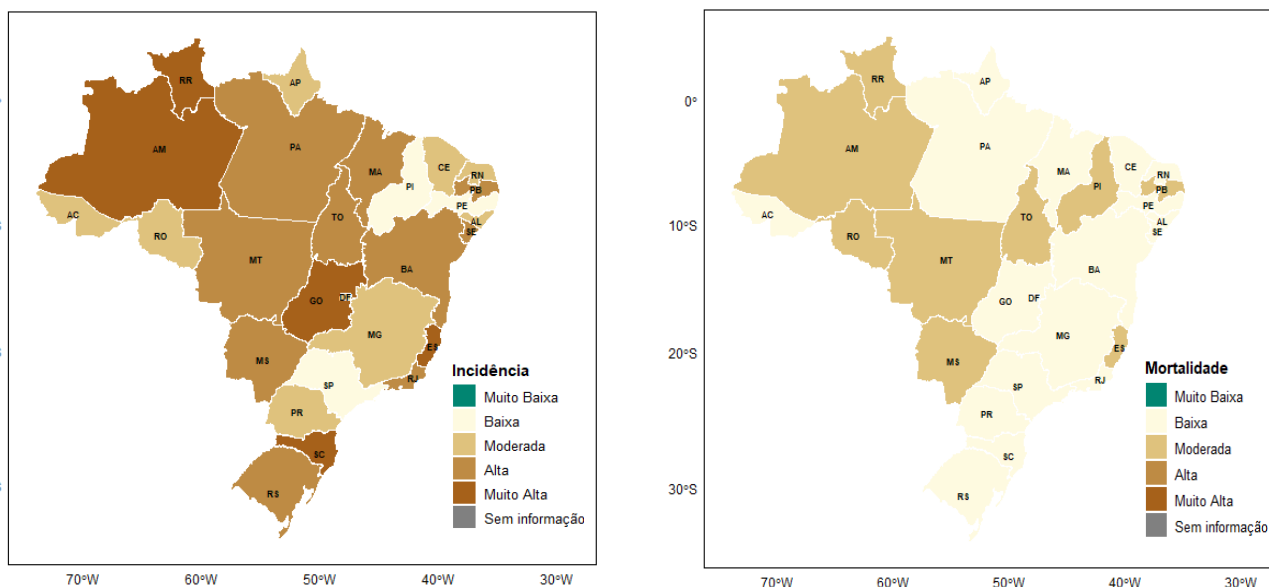 RR
AP
AM
PA
MA
CE
RN
PI
PB
PE
AC
AL
TO
SE
RO
MT
BA
GO
DF
MG
MS
ES
RJ
SP
PR
SC
RS
Incidência
Muito Baixa
Baixa
Moderada
Alta
Muito Alta
Sem informação
70°W 60°W 50°W 40°W 30°W
0°
10°S
20°S
30°S
RR
AP
AM
PA
MA
CE
RN
PI
PB
PE
AC
AL
TO
SE
RO
MT
BA
GO
DF
MG
ES
MS
RJ
SP
PR
SC
RS
Mortalidade
Muito Baixa
Baixa
Moderada
Alta
Muito Alta
Sem informação
70°W 60°W 50°W 40°W 30°W